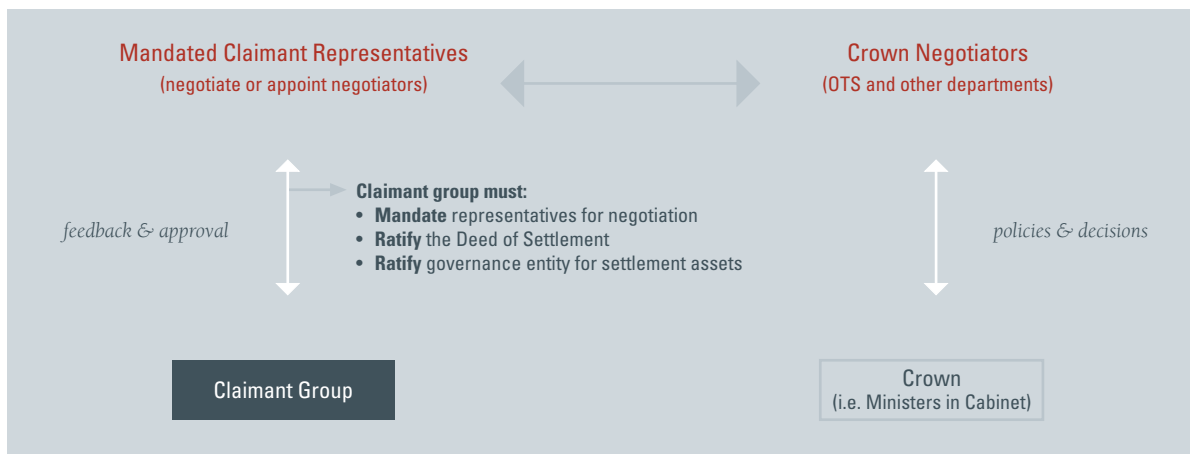 Mandated Claimant Representatives
(negotiate or appoint negotiators)
Crown Negotiators
(OTS and other departments)
feedback & approval
Claimant group must:
• Mandate representatives for negotiation
• Ratify the Deed of Settlement
• Ratify governance entity for settlement assets
policies & decisions
Claimant Group
Crown
(i.e. Ministers in Cabinet)